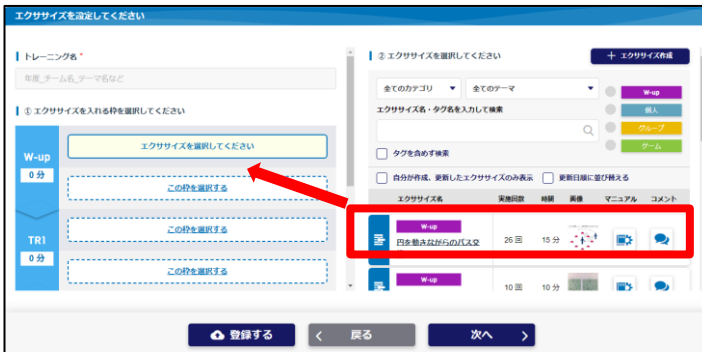 エクササイズを設定してください
トレーニング名 *
年度_チーム名_テーマ名など
① エクササイズを入れる枠を選択してください
W-up
0 分
エクササイズを選択してください
この枠を選択する
TR1
0 分
この枠を選択する
この枠を選択する
② エクササイズを選択してください
+ エクササイズ作成
全てのカテゴリ
全てのテーマ
W-up
個人
グループ
ゲーム
エクササイズ名・タグ名を入力して検索
タグを含めず検索
自分が作成、更新したエクササイズのみ表示
更新日順に並び替える
エクササイズ名 実施回数 時間 画像 マニュアル コメント
W-up
円を動きながらのパス交
26 回 15 分
W-up
10 回 10 分
登録する
戻る
次へ